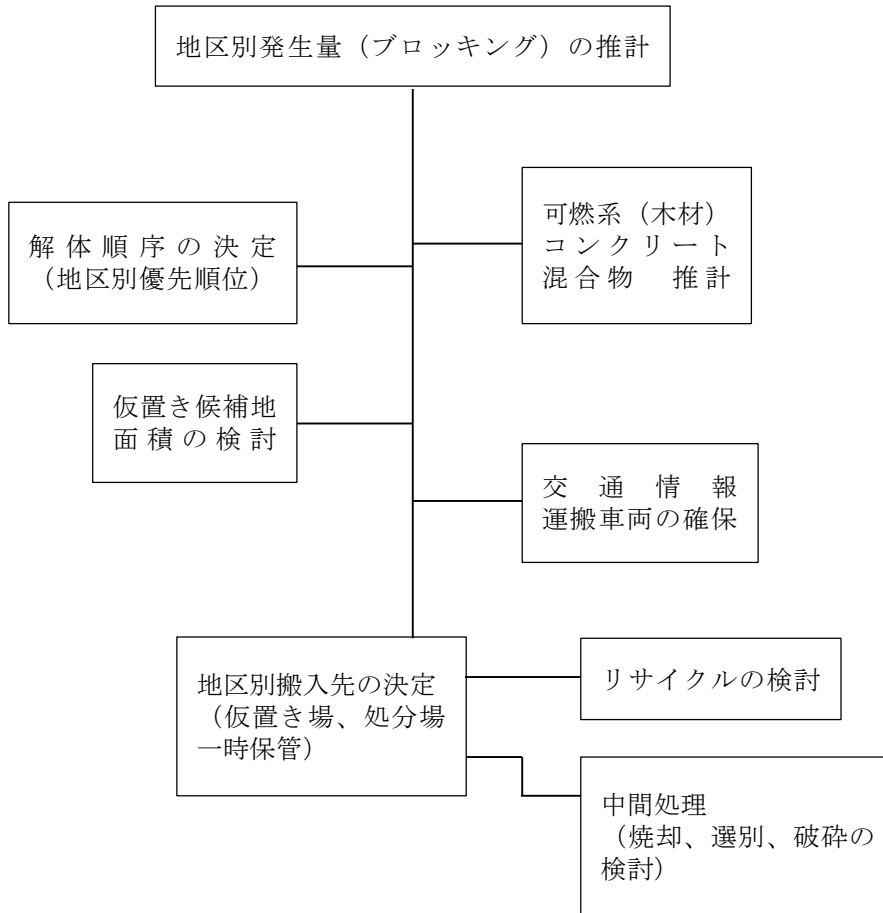 地区別発生量（ブロッキング）の推計
可燃系（木材）
コンクリート
混合物　推計
解体順序の決定
（地区別優先順位）
仮置き候補地
面積の検討
交通情報
運搬車両の確保
地区別搬入先の決定
（仮置き場、処分場
一時保管）
リサイクルの検討
中間処理
（焼却、選別、破砕の
検討）